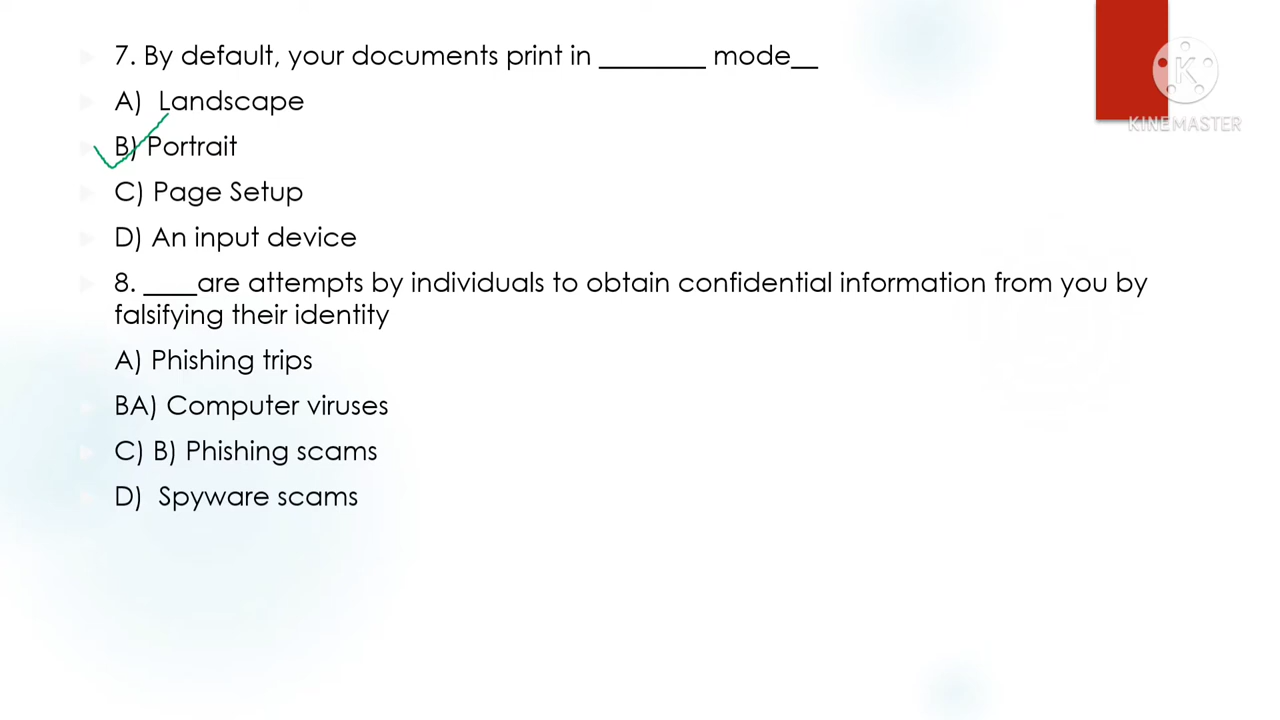 7. By default, your documents print in ________ mode__
A)  Landscape
B) Portrait
C) Page Setup
D) An input device
8. ____are attempts by individuals to obtain confidential information from you by
falsifying their identity
A) Phishing trips
BA) Computer viruses
C) B) Phishing scams
D)  Spyware scams
K
KINEMASTER